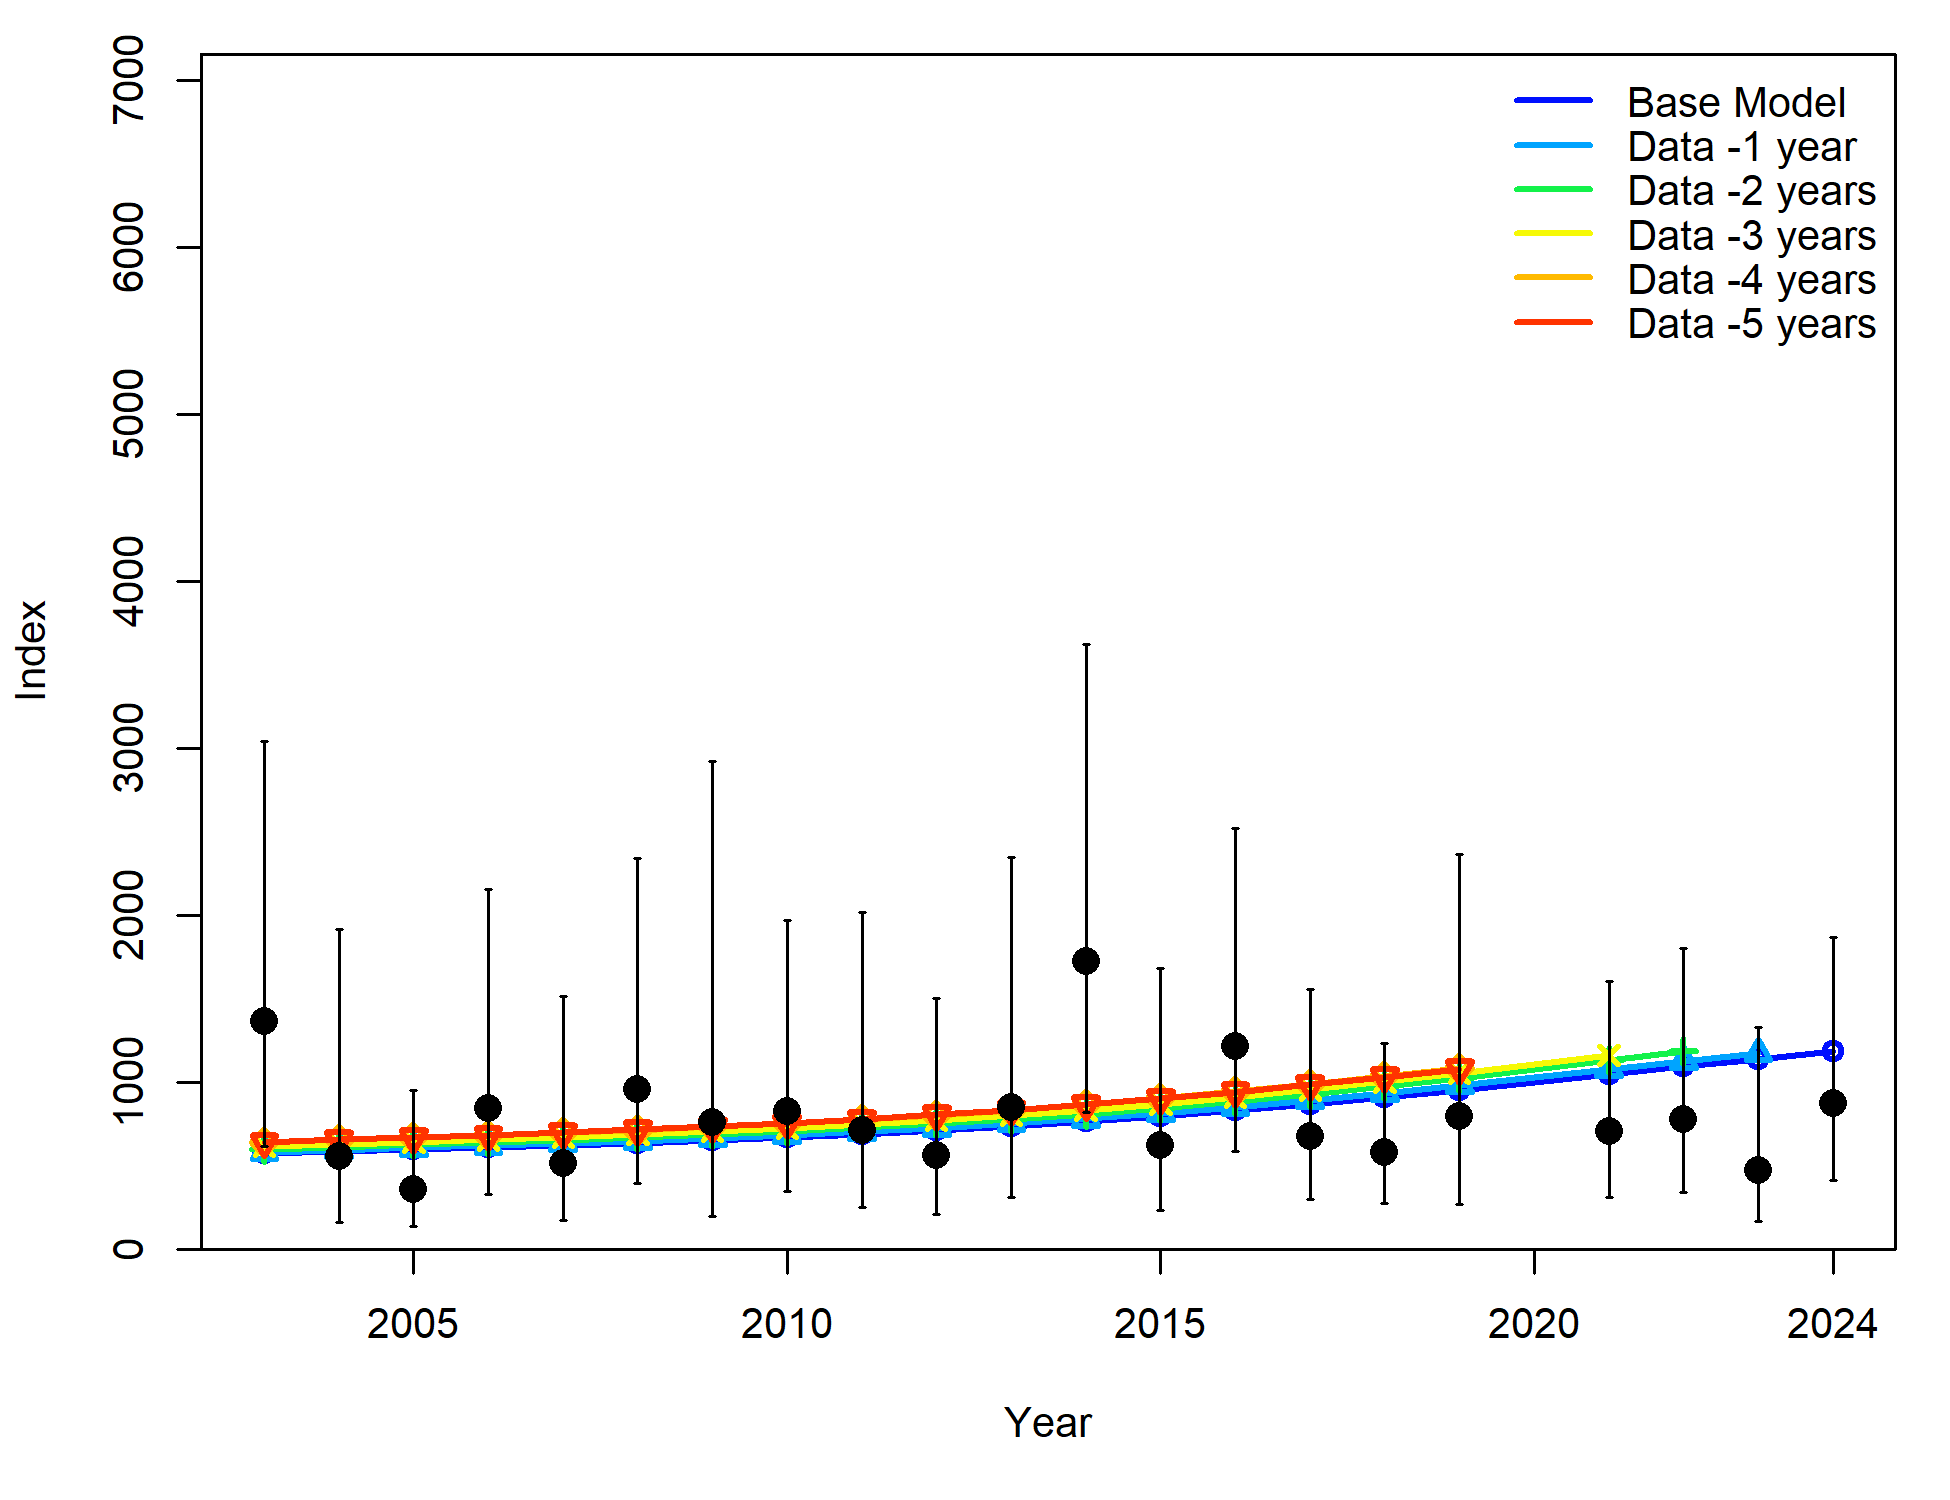 7000
6000
5000
4000
3000
2000
1000
0
Index
Base Model
Data -1 year
Data -2 years
Data -3 years
Data -4 years
Data -5 years
2005
2010
2015
2020
2024
Year